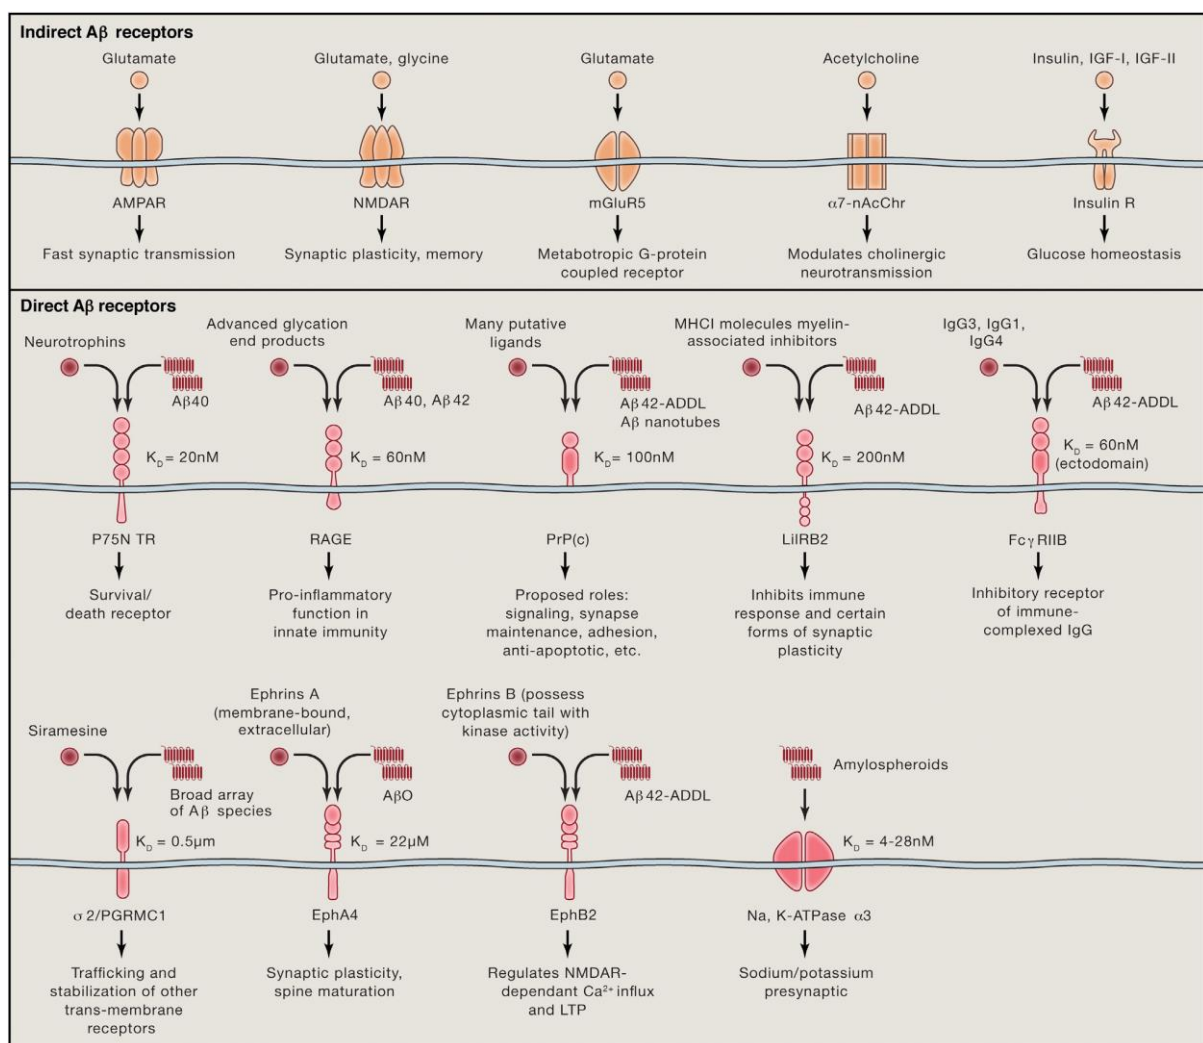 Indirect Aβ receptors
Glutamate
Glutamate, glycine
Glutamate
Acetylcholine
Insulin, IGF-I, IGF-II
AMPAR
NMDAR
mGluR5
α7-nAcChr
Insulin R
Fast synaptic transmission
Synaptic plasticity, memory
Metabotropic G-protein
coupled receptor
Modulates cholinergic
neurotransmission
Glucose homeostasis
Direct Aβ receptors
Neurotrophins
Aβ40
K_D = 20nM
P75N TR
Survival/
death receptor
Advanced glycation
end products
Aβ40, Aβ42
K_D = 60nM
RAGE
Pro-inflammatory
function in
innate immunity
Many putative
ligands
Aβ42-ADDL
Aβ nanotubes
K_D = 100nM
PrP(c)
Proposed roles:
signaling, synapse
maintenance, adhesion,
anti-apoptotic, etc.
MHCI molecules myelin-
associated inhibitors
Aβ42-ADDL
K_D = 200nM
LilRB2
Inhibits immune
response and certain
forms of synaptic
plasticity
IgG3, IgG1,
IgG4
Aβ42-ADDL
K_D = 60nM
(ectodomain)
FcγRIIB
Inhibitory receptor
of immune-
complexed IgG
Siramesine
Broad array
of Aβ species
K_D = 0.5μm
σ2/PGRMC1
Trafficking and
stabilization of other
trans-membrane
receptors
Ephrins A
(membrane-bound,
extracellular)
AβO
K_D = 22μM
EphA4
Synaptic plasticity,
spine maturation
Ephrins B (possess
cytoplasmic tail with
kinase activity)
Aβ42-ADDL
EphB2
Regulates NMDAR-
dependant Ca²⁺ influx
and LTP
Amylospheroids
K_D = 4-28nM
Na, K-ATPase α3
Sodium/potassium
presynaptic